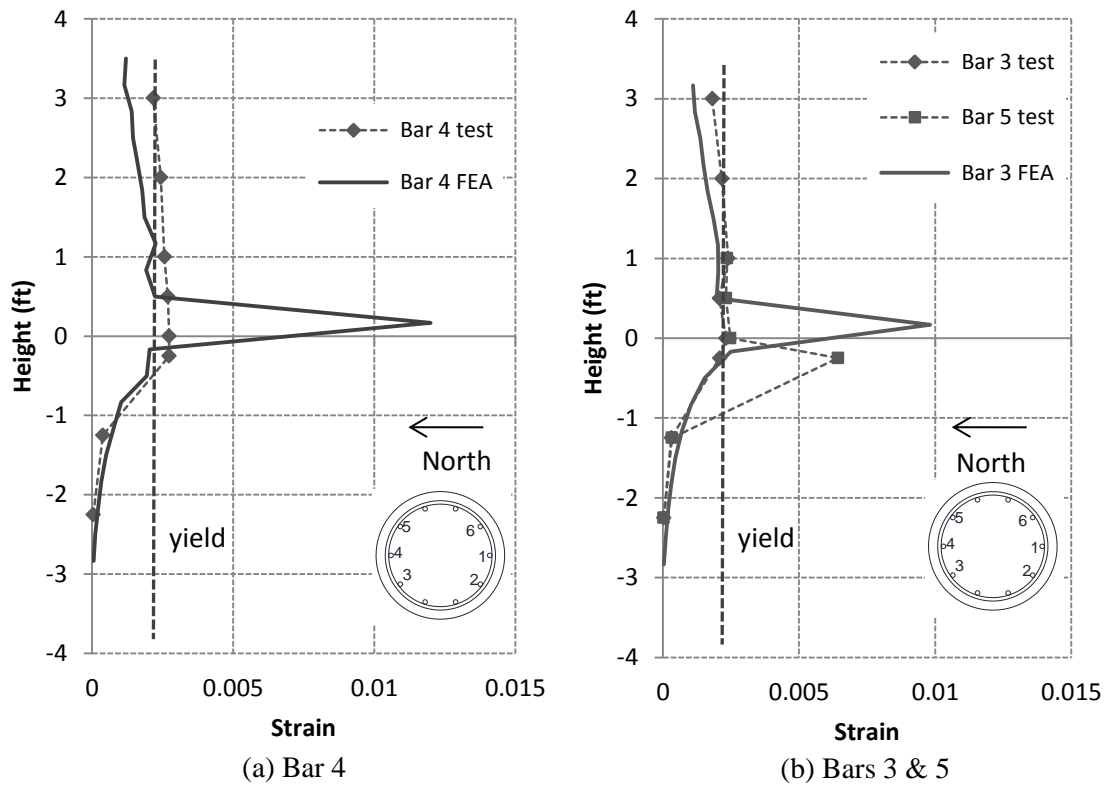 4
3
2
1
0
-1
-2
-3
-4
Height (ft)
Bar 4 test
Bar 4 FEA
North
5
6
4
1
3
2
yield
0
0.005
0.01
0.015
Strain
(a) Bar 4
4
3
2
1
0
-1
-2
-3
-4
Height (ft)
Bar 3 test
Bar 5 test
Bar 3 FEA
North
5
6
4
1
3
2
yield
0
0.005
0.01
0.015
Strain
(b) Bars 3 & 5